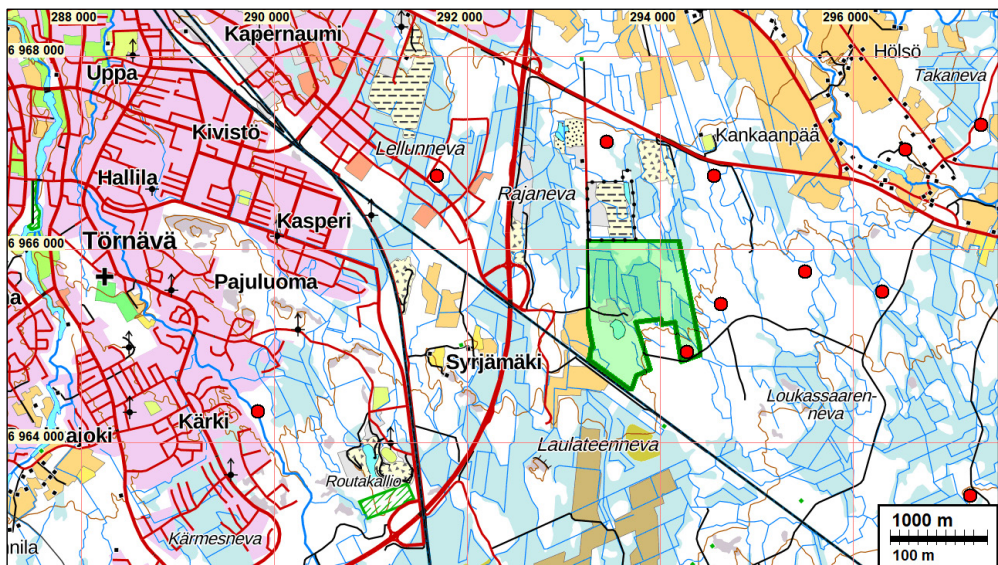 288 000
290 000
292 000
294 000
296 000
6 968 000
Kapernaumi
Hölsö
Uppa
Takaneva
Kivistö
Kankaanpää
Lellunneva
Hallila
Rajaneva
Kasperi
6 966 000
Törnävä
Pajuluoma
Syrjämäki
Loukassaaren-
neva
Kärki
6 964 000
ajoki
Laulateenneva
Routakallio
1000 m
Kärmesneva
nnila
100 m